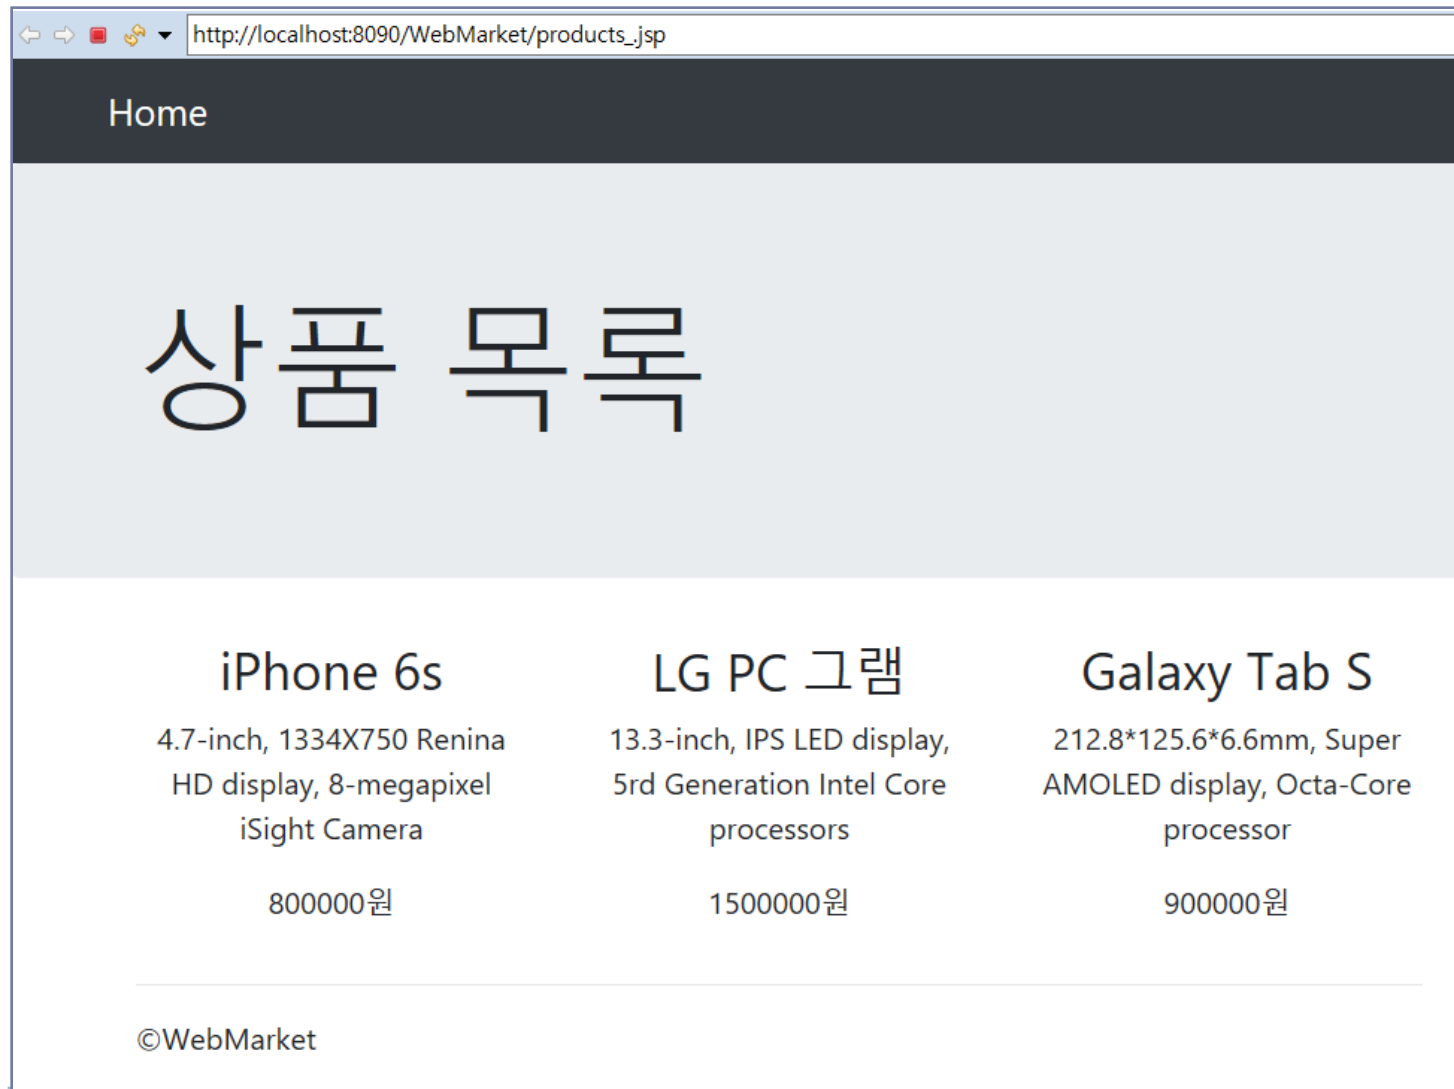 http://localhost:8090/WebMarket/products_.jsp
Home
상품 목록
iPhone 6s
4.7-inch, 1334X750 Renina
HD display, 8-megapixel
iSight Camera
800000원
LG PC 그램
13.3-inch, IPS LED display,
5rd Generation Intel Core
processors
1500000원
Galaxy Tab S
212.8*125.6*6.6mm, Super
AMOLED display, Octa-Core
processor
900000원
©WebMarket